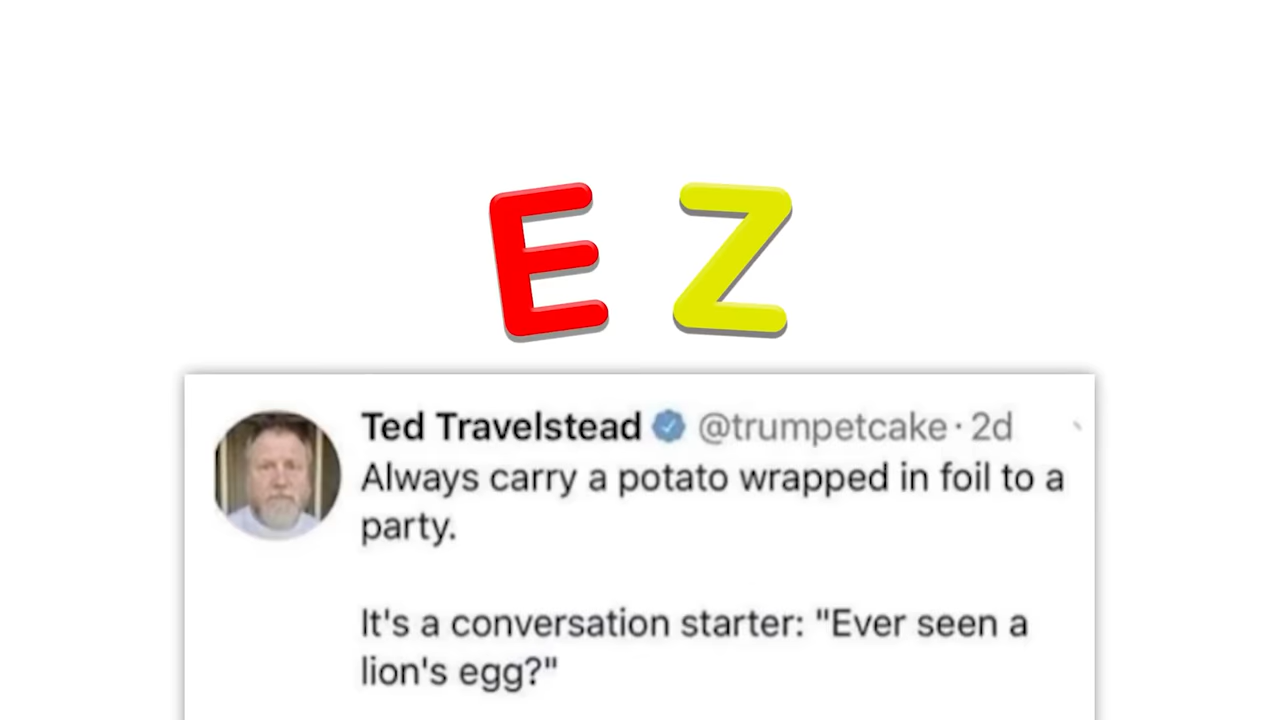 E Z
Ted Travelstead @trumpetcake · 2d
Always carry a potato wrapped in foil to a
party.
It's a conversation starter: "Ever seen a
lion's egg?"